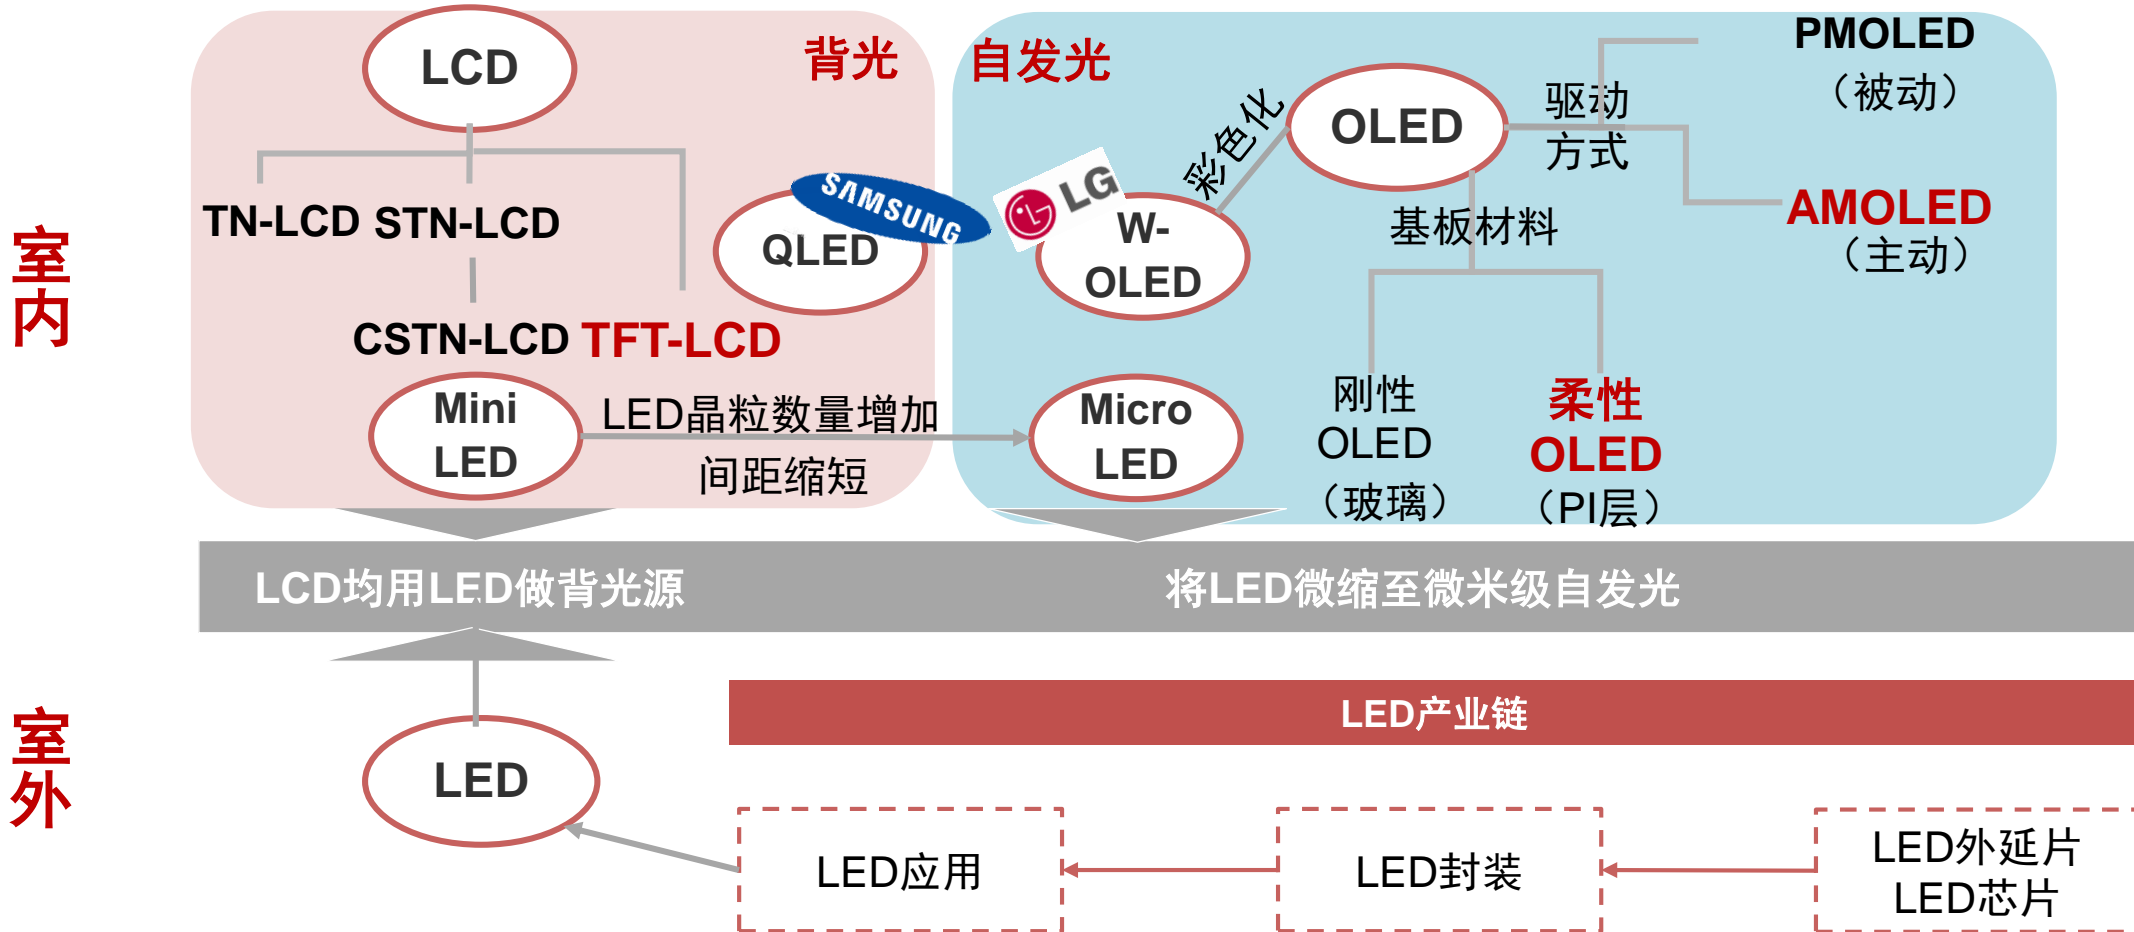 室
内
背光
LCD
TN-LCD
STN-LCD
CSTN-LCD
TFT-LCD
SAMSUNG
QLED
Mini
LED
LED晶粒数量增加
间距缩短
自发光
LG
W-
OLED
彩色化
OLED
驱动
方式
PMOLED
（被动）
AMOLED
（主动）
基板材料
刚性
OLED
（玻璃）
柔性
OLED
（PI层）
Micro
LED
LCD均用LED做背光源
将LED微缩至微米级自发光
室
外
LED
LED产业链
LED应用
LED封装
LED外延片
LED芯片